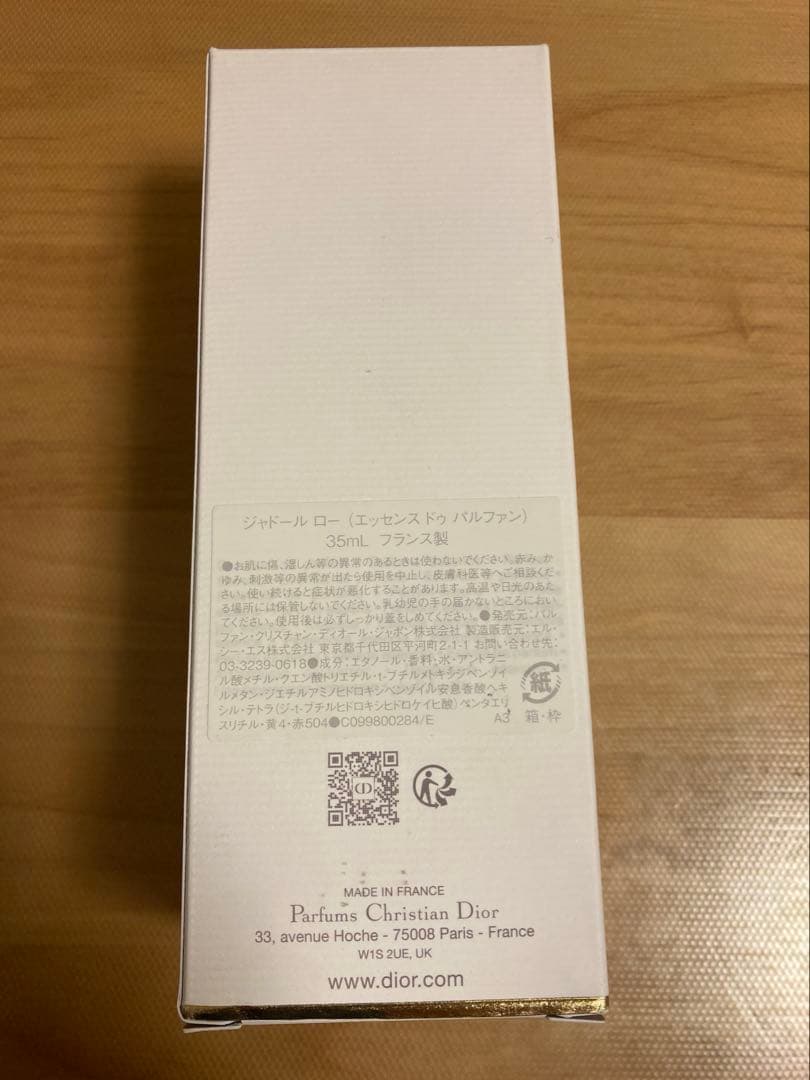 ジャドール ロー（エッセンス ドゥ パルファン）
35mL フランス製
●お肌に傷、湿しん等の異常のあるときは使わないでください。赤み、か
ゆみ、刺激等の異常が出たら使用を中止し、皮膚科医等へご相談くだ
さい。使い続けると症状が悪化することがあります。高温や日光のあた
る場所には保管しないでください。乳幼児の手の届かないところにおい
てください。使用後は必ずしっかり蓋をしめてください。●発売元：パル
ファン・クリスチャン・ディオール・ジャポン株式会社 製造販売元：エル・
シー・エス株式会社 東京都千代田区平河町2-1-1 お問い合わせ先：
03-3239-0618●成分：エタノール・香料・水・アントラニ
ル酸メチル・クエン酸トリエチル・t-ブチルメトキシジベンゾイ
ルメタン・ジエチルアミノヒドロキシベンゾイル安息香酸ヘキ
シル・テトラ(ジ-t-ブチルヒドロキシヒドロケイヒ酸)ペンタエリ
スリチル・黄4・赤504●C099800284/E
A3
紙
箱・枠
CD
MADE IN FRANCE
Parfums Christian Dior
33, avenue Hoche - 75008 Paris - France
W1S 2UE, UK
www.dior.com